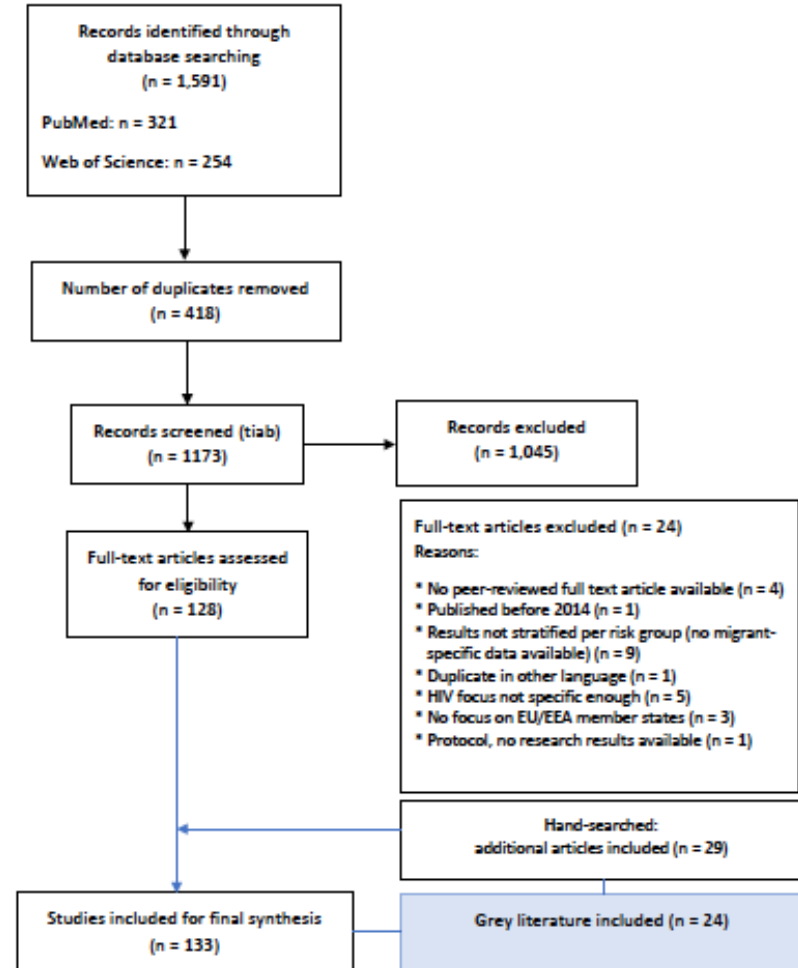 Records identified through
database searching
(n = 1,591)
PubMed: n = 321
Web of Science: n = 254
Number of duplicates removed
(n = 418)
Records screened (tiab)
(n = 1173)
Records excluded
(n = 1,045)
Full-text articles assessed
for eligibility
(n = 128)
Full-text articles excluded (n = 24)
Reasons:
* No peer-reviewed full text article available (n = 4)
* Published before 2014 (n = 1)
* Results not stratified per risk group (no migrant-
specific data available) (n = 9)
* Duplicate in other language (n = 1)
* HIV focus not specific enough (n = 5)
* No focus on EU/EEA member states (n = 3)
* Protocol, no research results available (n = 1)
Hand-searched:
additional articles included (n = 29)
Studies included for final synthesis
(n = 133)
Grey literature included (n = 24)